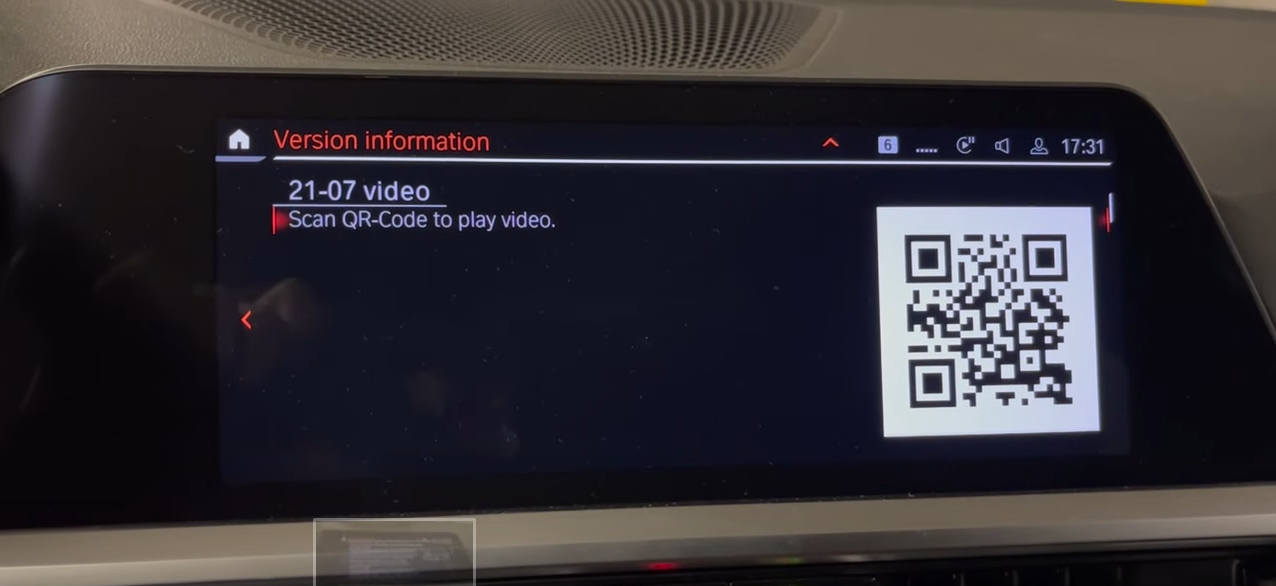 Version information
6
17:31
21-07 video
Scan QR-Code to play video.